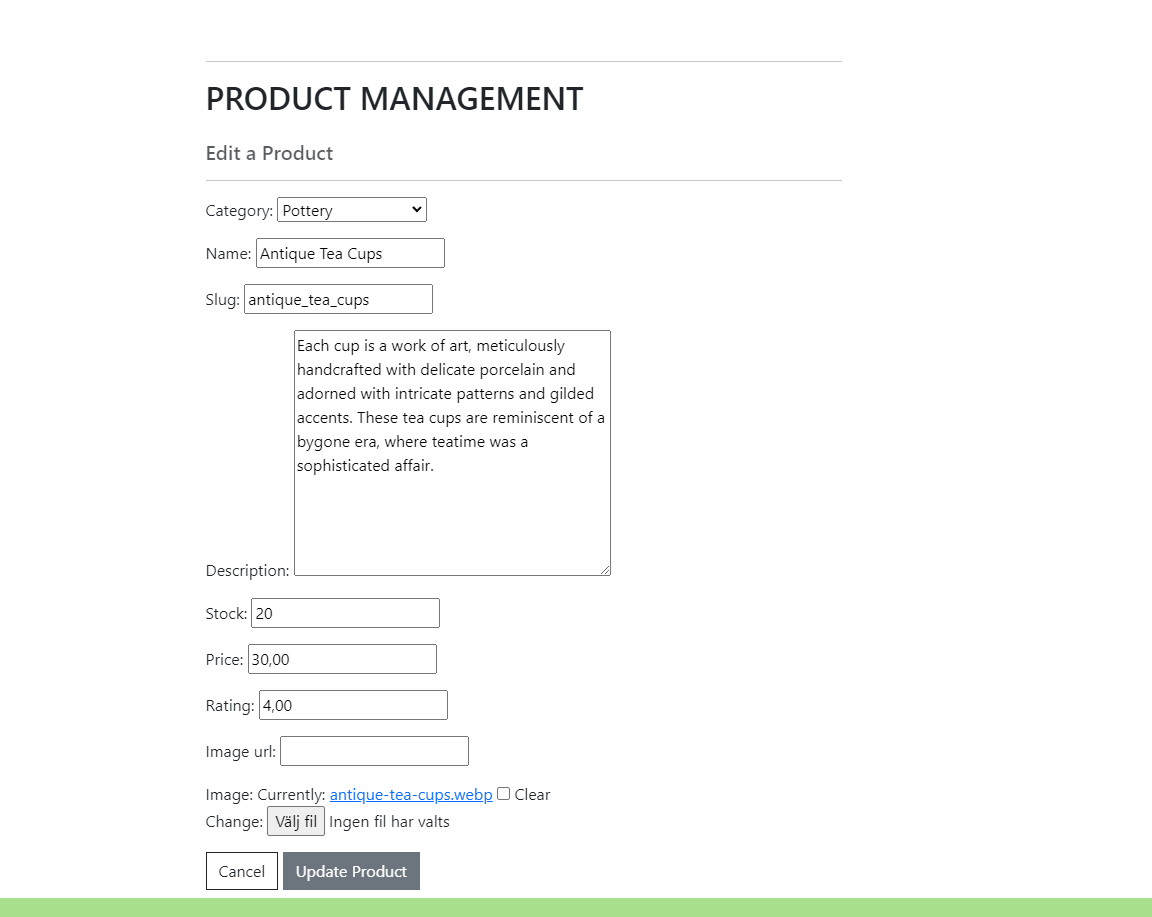 PRODUCT MANAGEMENT
Edit a Product
Category: Pottery
Name: Antique Tea Cups
Slug: antique_tea_cups
Each cup is a work of art, meticulously
handcrafted with delicate porcelain and
adorned with intricate patterns and gilded
accents. These tea cups are reminiscent of a
bygone era, where teatime was a
sophisticated affair.
Description:
Stock: 20
Price: 30,00
Rating: 4,00
Image url:
Image: Currently: antique-tea-cups.webp Clear
Change: Välj fil Ingen fil har valts
Cancel Update Product